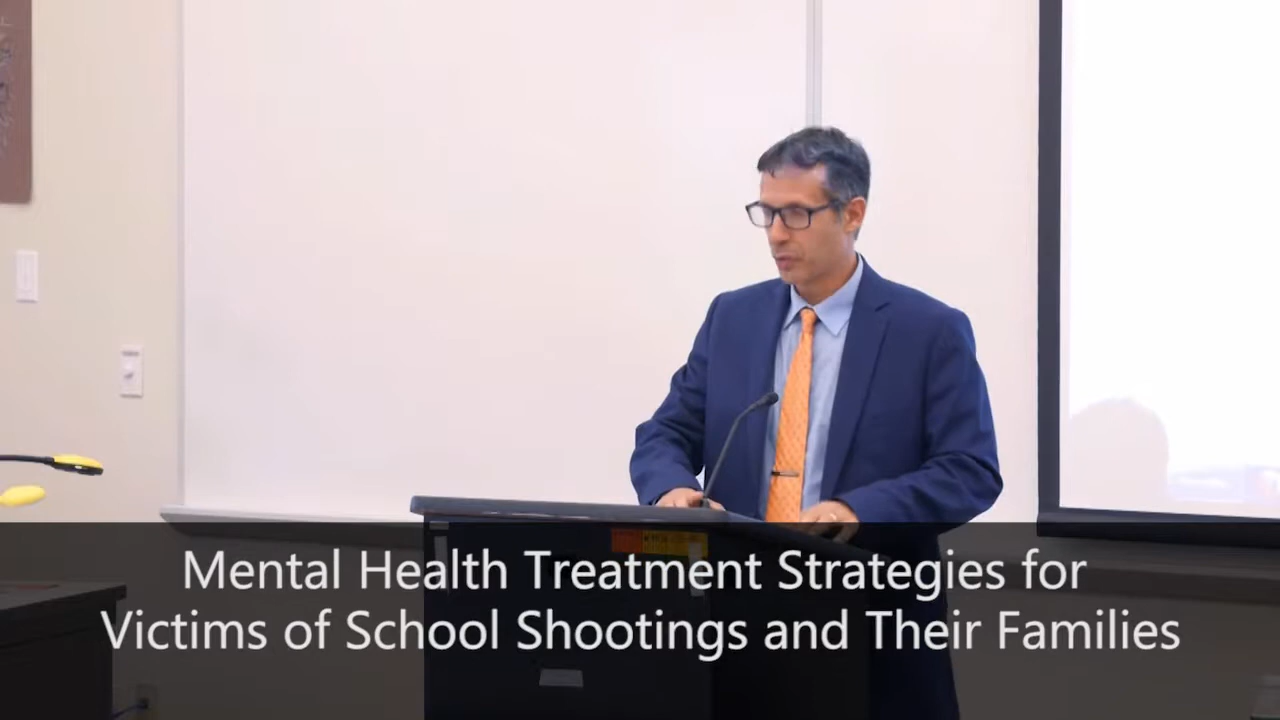 Mental Health Treatment Strategies for
Victims of School Shootings and Their Families